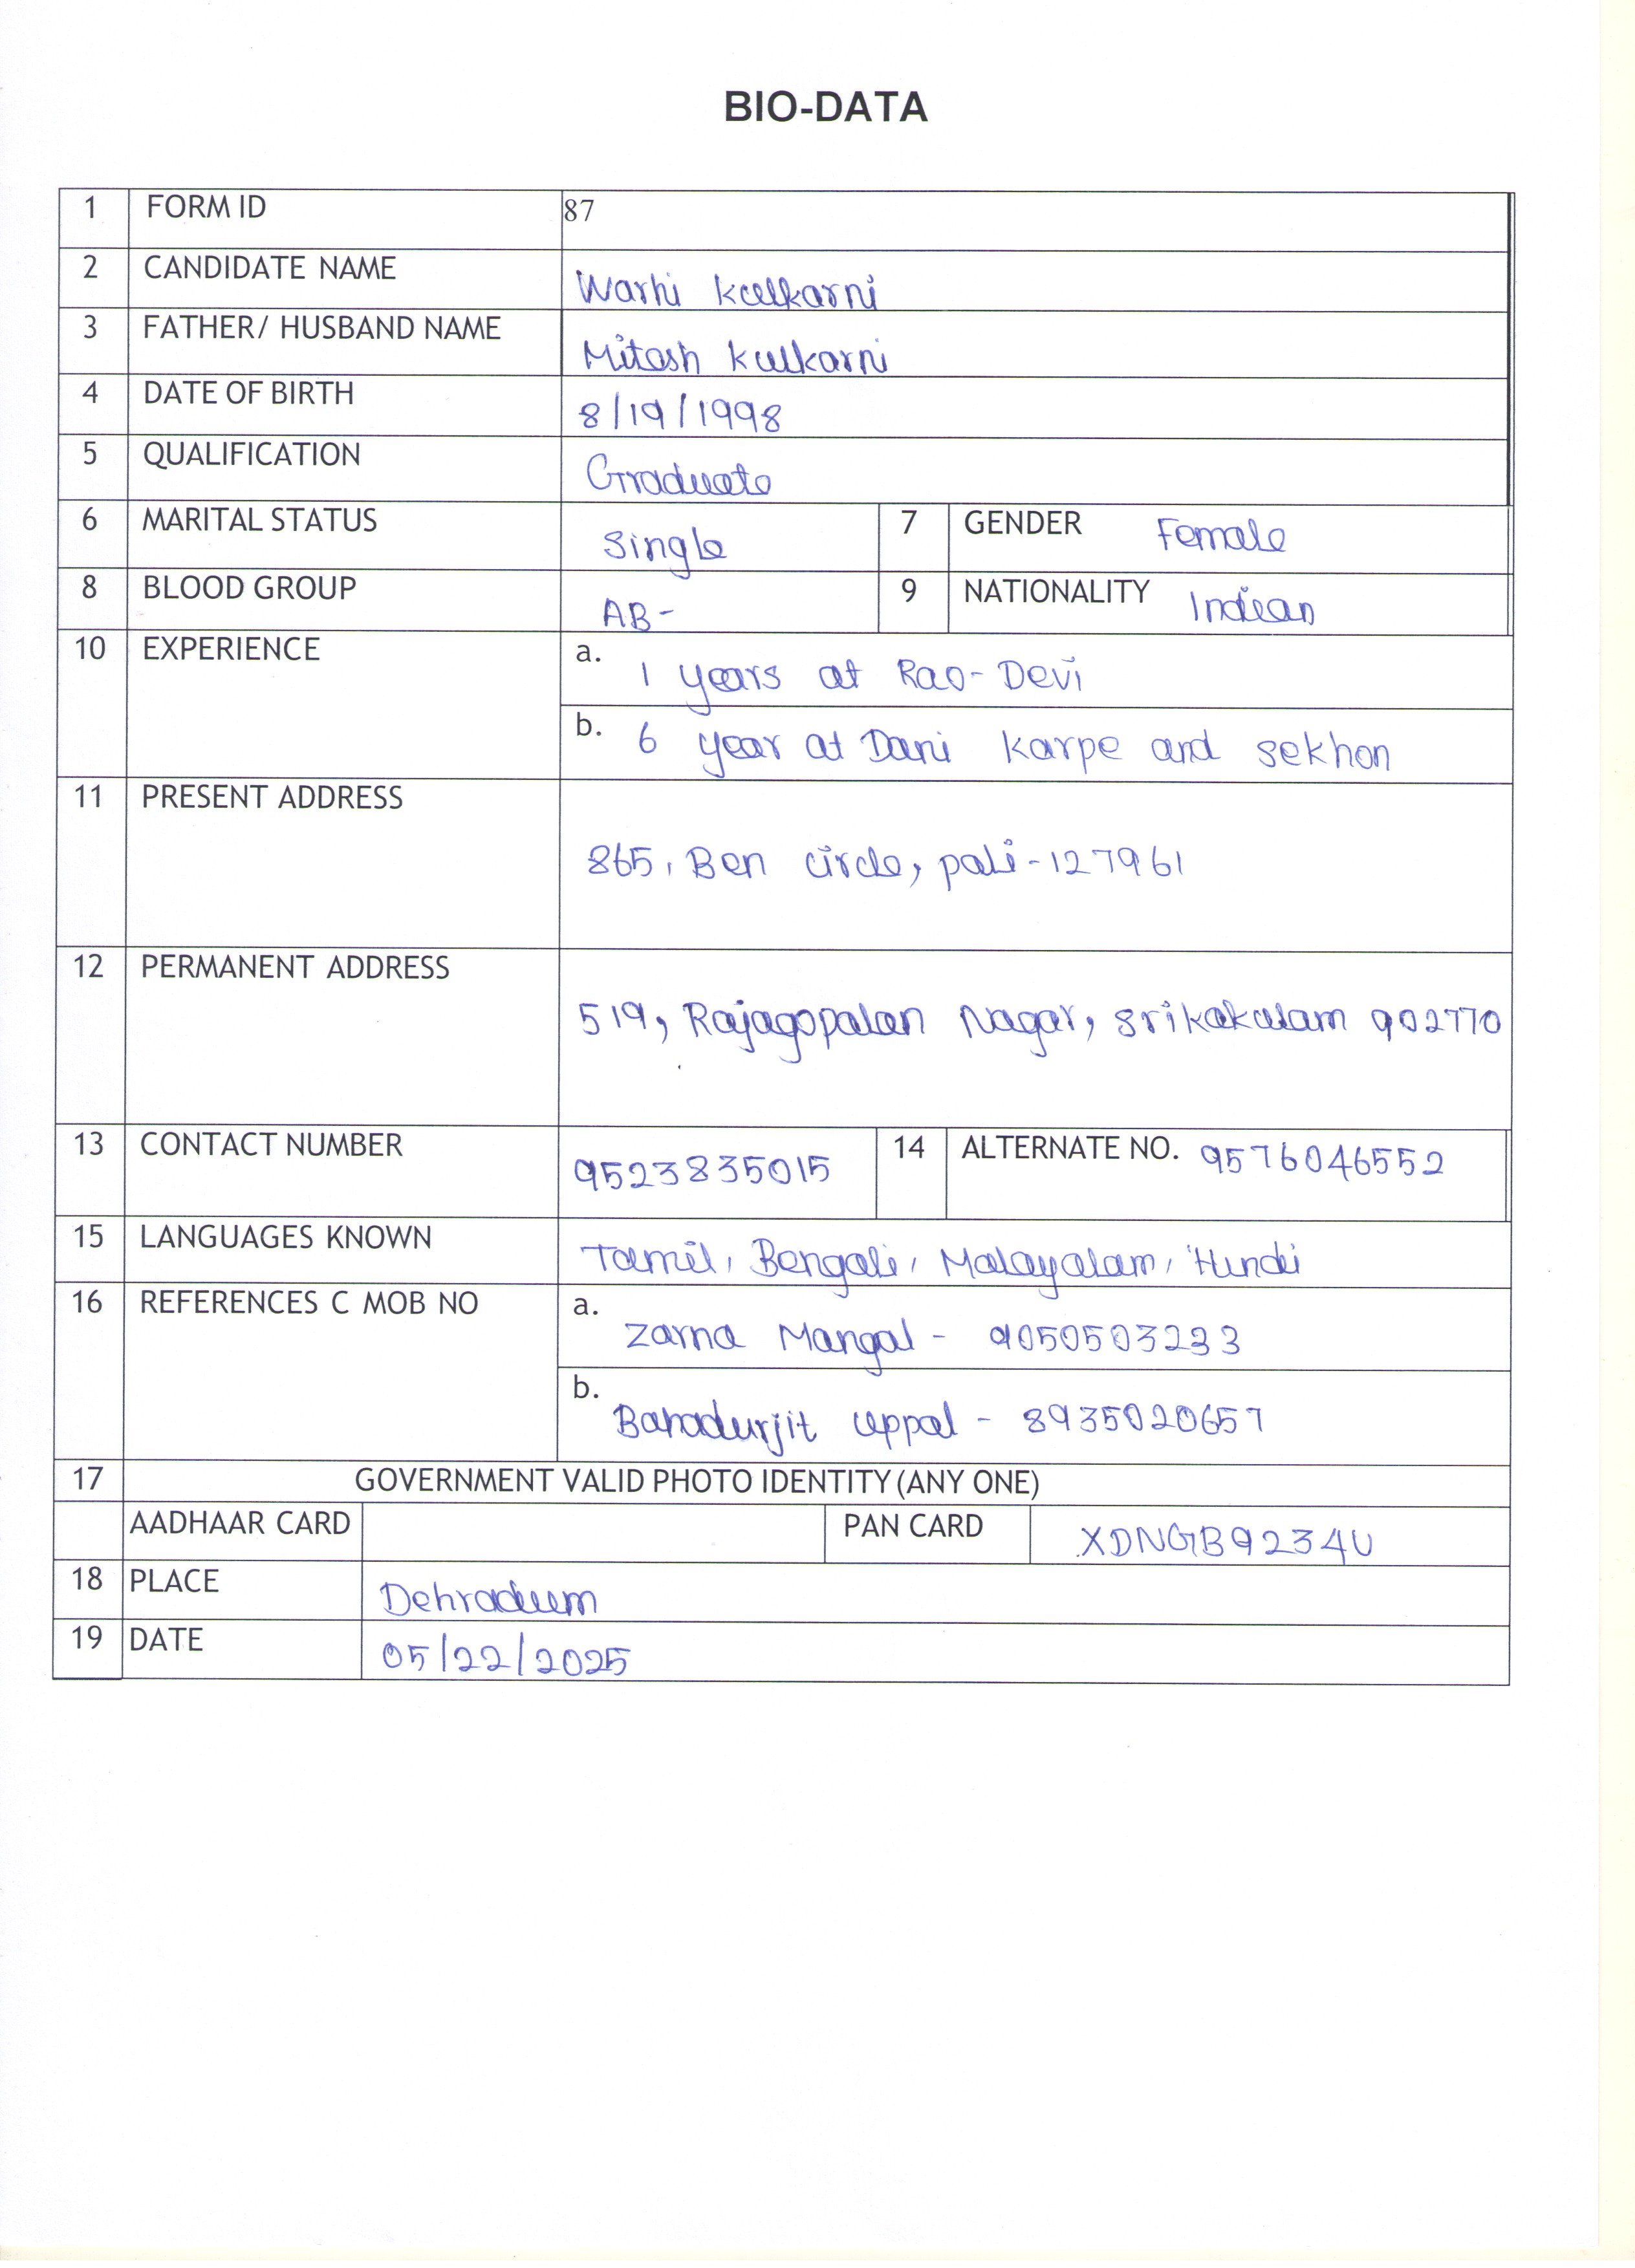 BIO-DATA
1 FORM ID 87
2 CANDIDATE NAME Warhi Kulkarni
3 FATHER/ HUSBAND NAME Mitesh Kulkarni
4 DATE OF BIRTH 8/19/1998
5 QUALIFICATION Graduate
6 MARITAL STATUS Single 7 GENDER Female
8 BLOOD GROUP AB- 9 NATIONALITY Indian
10 EXPERIENCE a. 1 years at Rao-Devi
b. 6 year at Dani Karpe and sekhon
11 PRESENT ADDRESS
865, Ben circle, pali-127961
12 PERMANENT ADDRESS
519, Rajagopalan Nagar, srikakulam 902770
13 CONTACT NUMBER 9523835015 14 ALTERNATE NO. 9576046552
15 LANGUAGES KNOWN Tamil, Bengali, Malayalam, Hindi
16 REFERENCES C MOB NO a. Zarna Mangal - 9050503233
b. Bahadurjit uppal - 8935020657
17 GOVERNMENT VALID PHOTO IDENTITY (ANY ONE)
AADHAAR CARD PAN CARD XDNGB9234U
18 PLACE Dehradum
19 DATE 05/22/2025